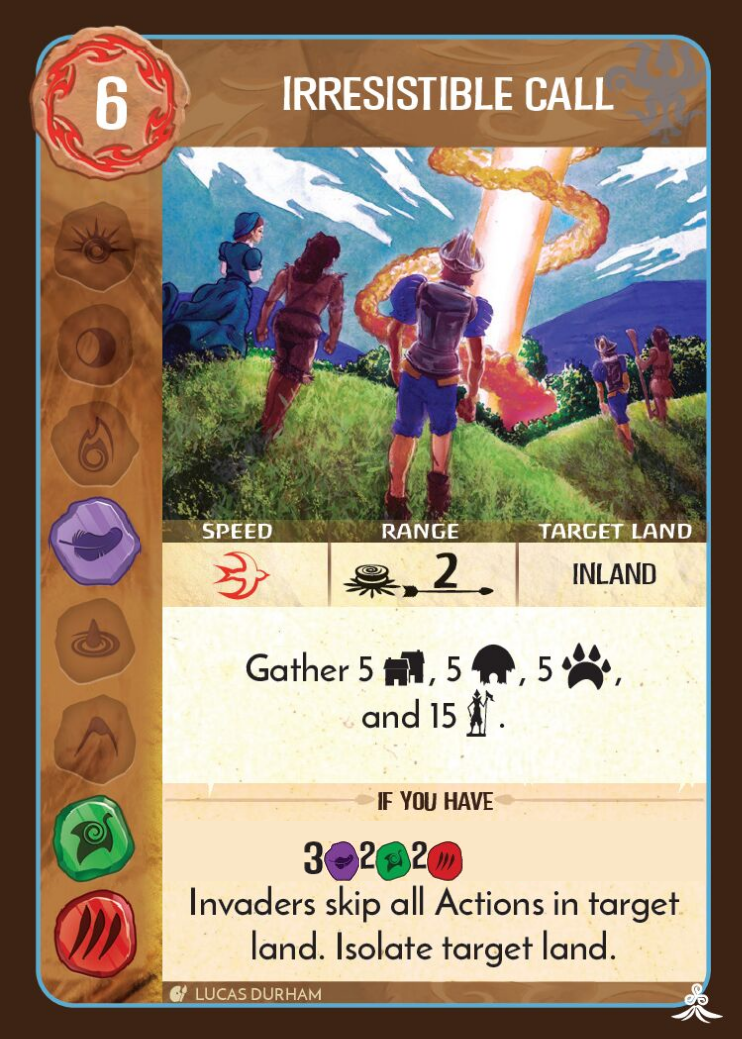 6
IRRESISTIBLE CALL
SPEED RANGE TARGET LAND
2 INLAND
Gather 5 , 5 , 5 ,
and 15 .
IF YOU HAVE
3 2 2
Invaders skip all Actions in target
land. Isolate target land.
LUCAS DURHAM